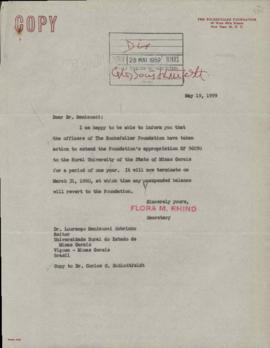 COPY
THE ROCKEFELLER FOUNDATION
28 MAI 1959
May 19, 1959
Dear Dr. Menicucci:
I am happy to be able to inform you that
the officers of The Rockefeller Foundation have taken
action to extend the Foundation's appropriation RF
to the Rural University of the State of Minas Gerais
for a period of one year. It will now terminate on
March 31, 1960, at which time any unexpended balance
will revert to the Foundation.
Sincerely yours,
FLORA M. RHIND
Secretary
Dr. Lourenço Menicucci Sobrinho
Reitor
Universidade Rural do Estado de
Minas Gerais
Viçosa - Minas Gerais
Brasil
Copy to Dr. Carlos S. Schlottfeldt